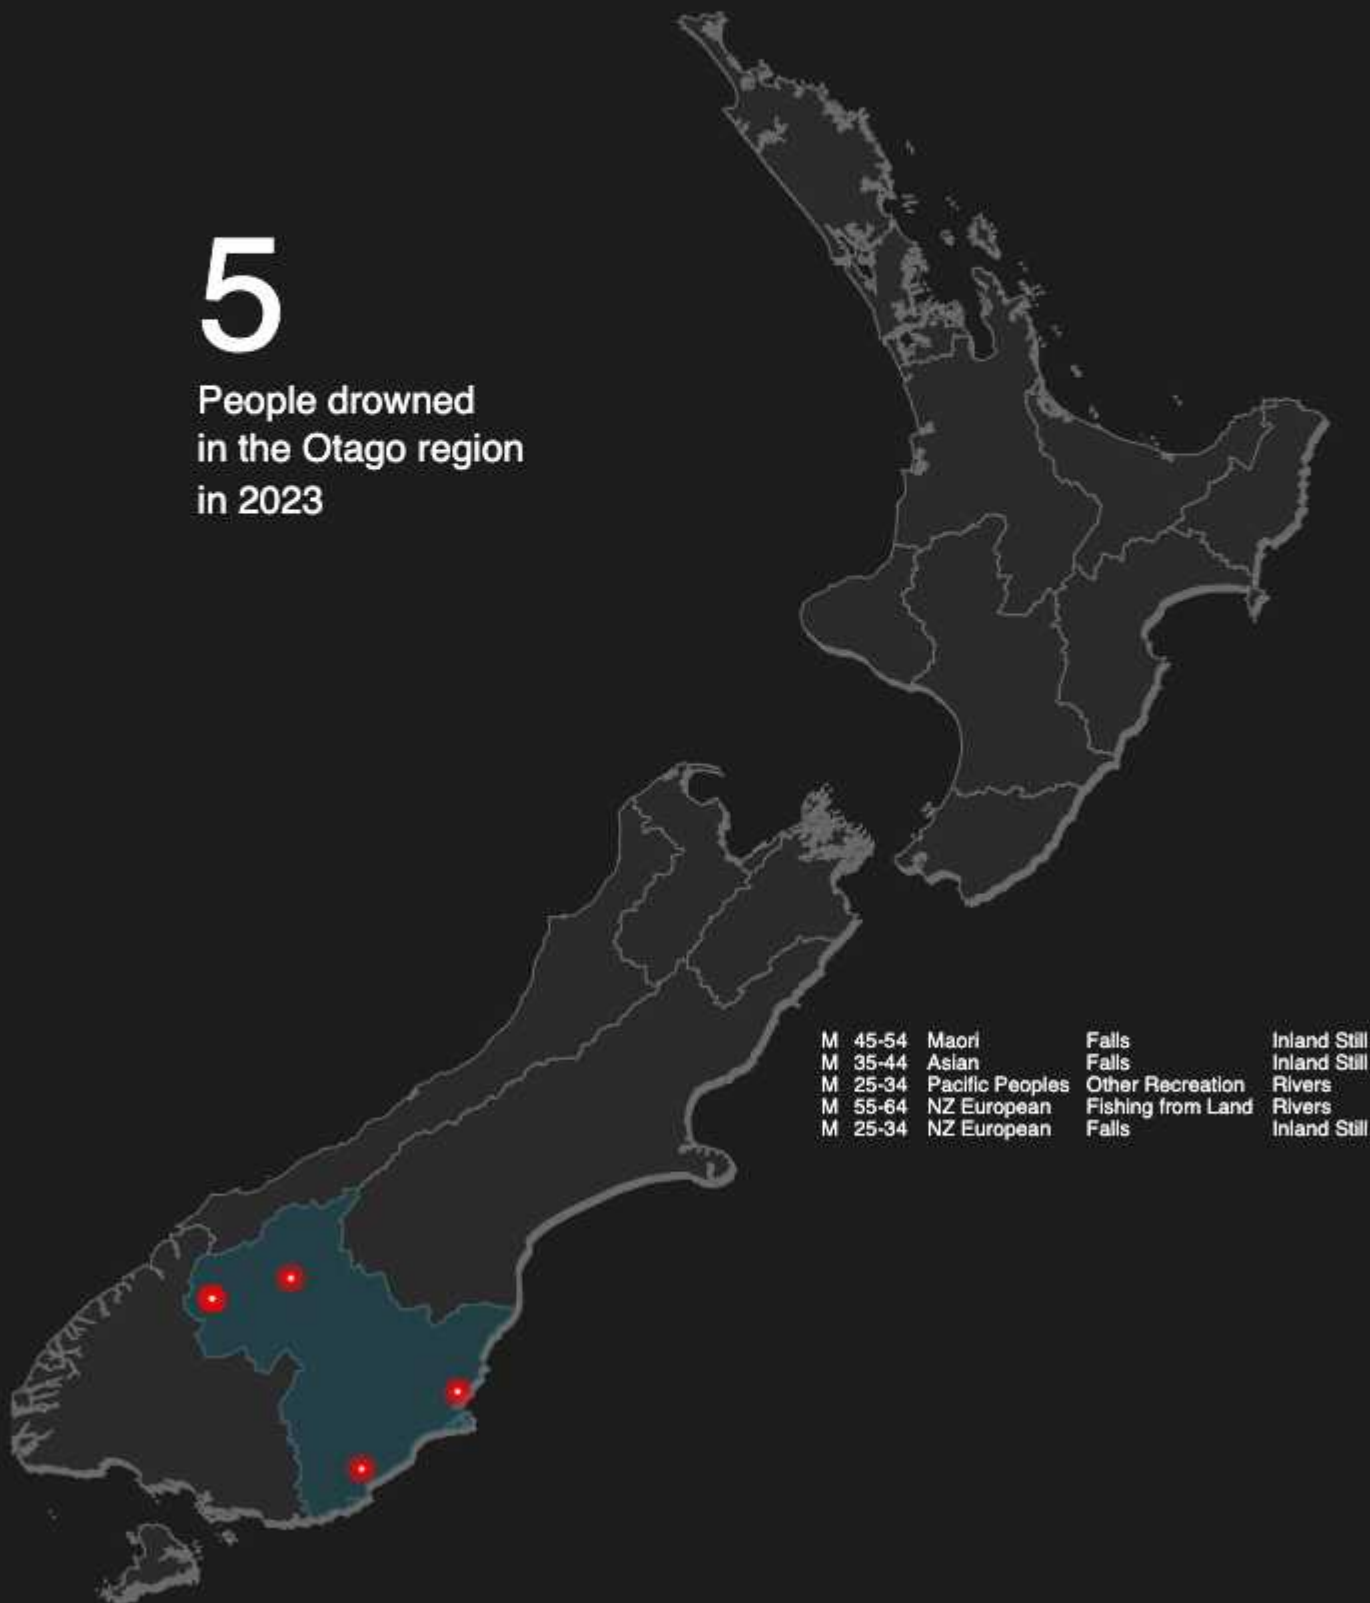 5
People drowned
in the Otago region
in 2023
M 45-54 Maori Falls Inland Still
M 35-44 Asian Falls Inland Still
M 25-34 Pacific Peoples Other Recreation Rivers
M 55-64 NZ European Fishing from Land Rivers
M 25-34 NZ European Falls Inland Still